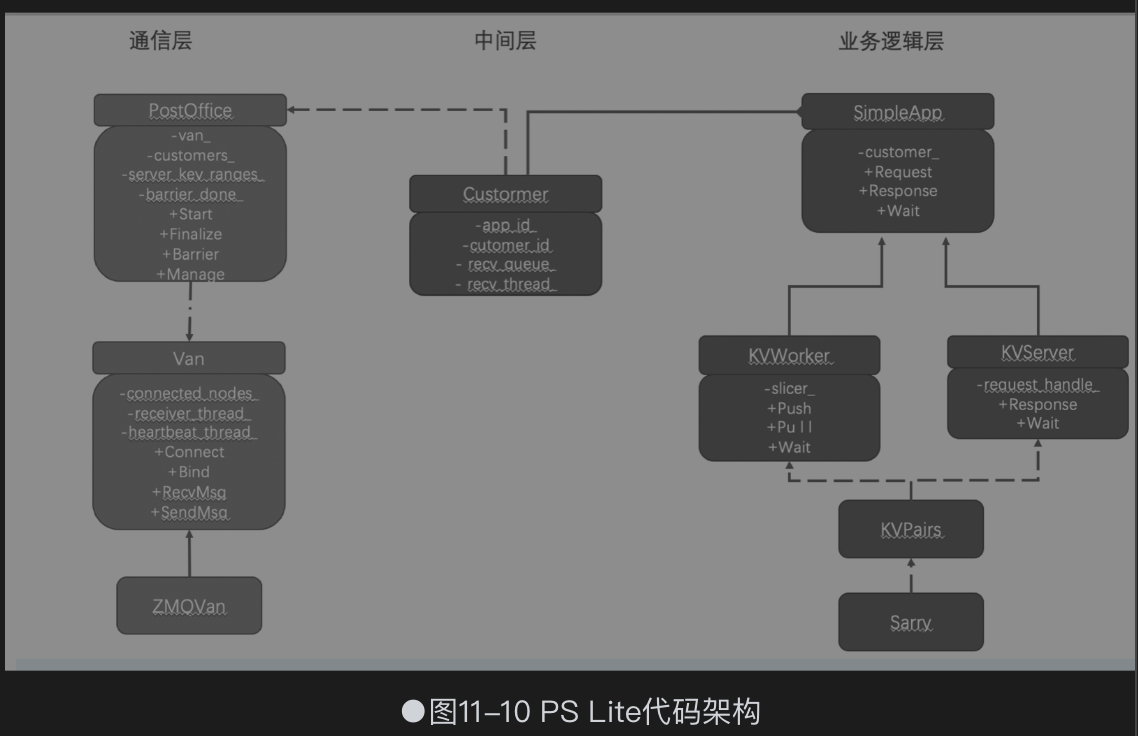 通信层
中间层
业务逻辑层
PostOffice
-van_
-customers_
-server_key_ranges_
-barrier_done_
+Start
+Finalize
+Barrier
+Manage
Van
-connected_nodes_
-receiver_thread_
-heartbeat_thread_
+Connect
+Bind
+RecvMsg
+SendMsg
ZMQVan
Custormer
-app_id_
-cutomer_id_
- recv_queue_
- recv_thread_
SimpleApp
-customer_
+Request
+Response
+Wait
KVWorker
-slicer_
+Push
+Pull
+Wait
KVServer
-request_handle_
+Response
+Wait
KVPairs
Sarry
●图11-10 PS Lite代码架构